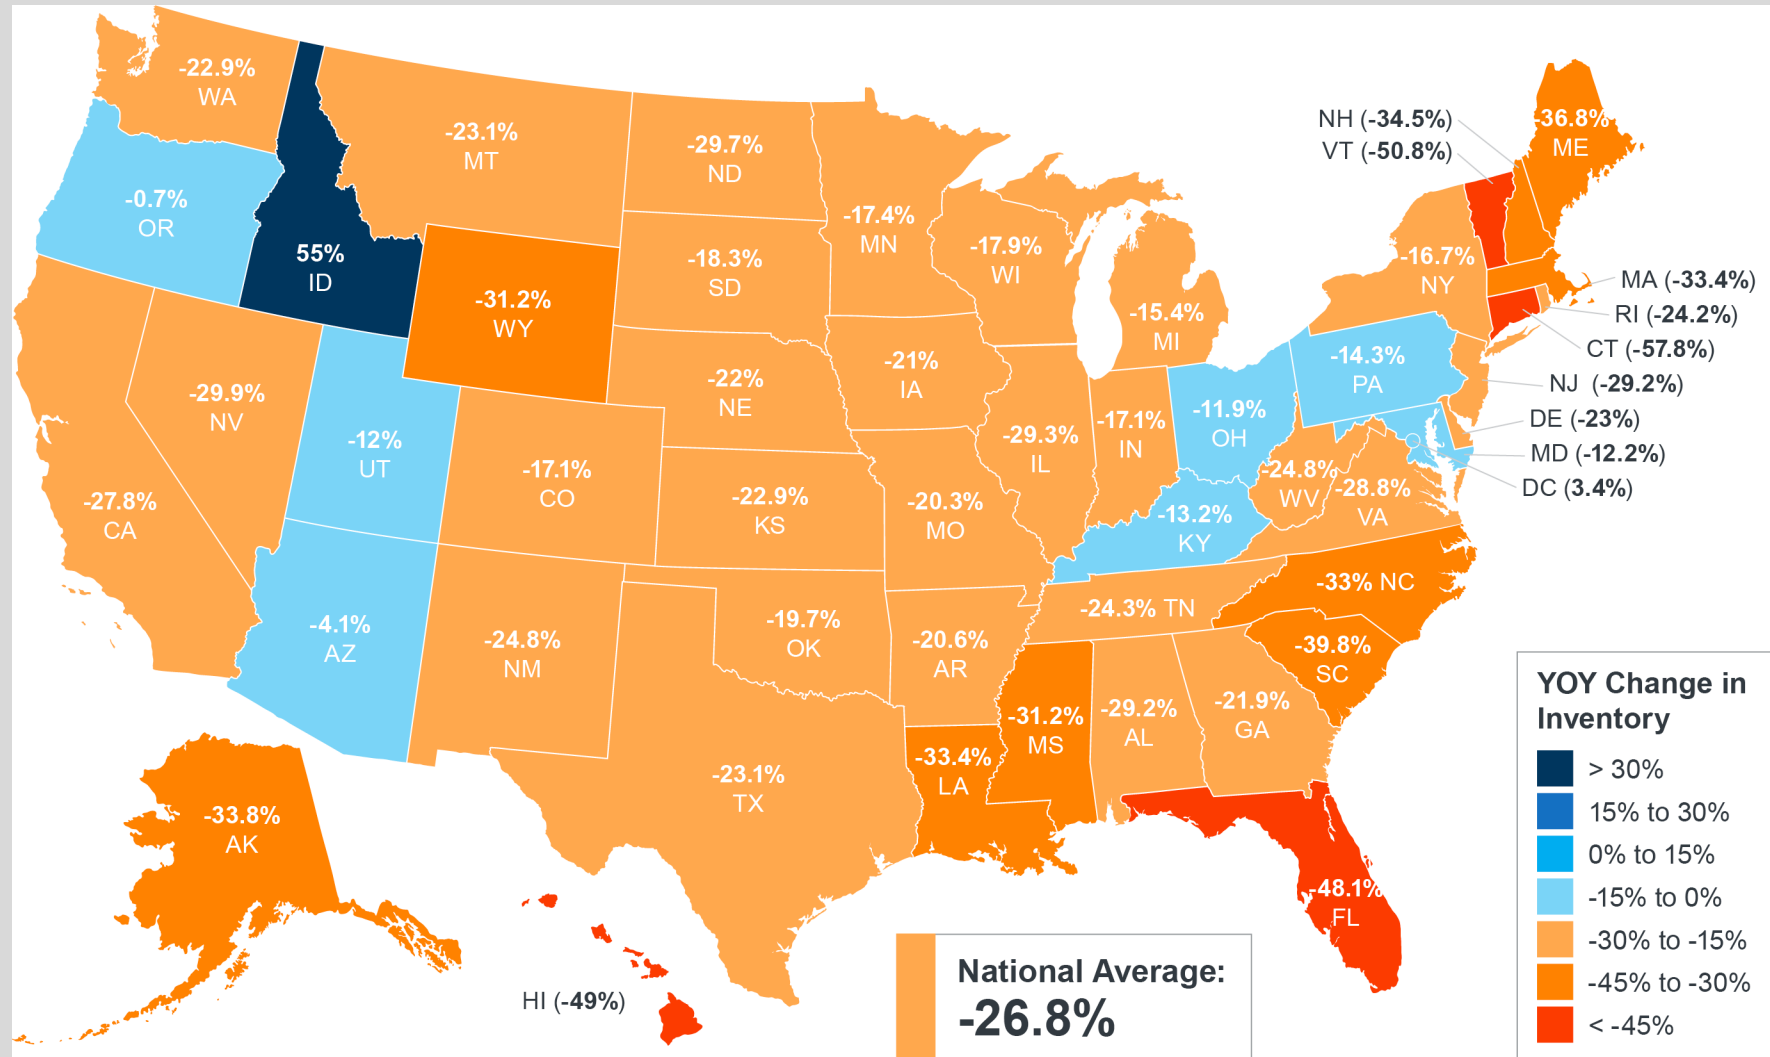 -22.9%
WA
-23.1%
MT
-29.7%
ND
-17.4%
MN
-17.9%
WI
-15.4%
MI
NH (-34.5%)
VT (-50.8%)
-36.8%
ME
-0.7%
OR
55%
ID
-31.2%
WY
-18.3%
SD
-16.7%
NY
MA (-33.4%)
RI (-24.2%)
CT (-57.8%)
NJ (-29.2%)
DE (-23%)
MD (-12.2%)
DC (3.4%)
-29.9%
NV
-12%
UT
-17.1%
CO
-22%
NE
-21%
IA
-29.3%
IL
-17.1%
IN
-11.9%
OH
-14.3%
PA
-27.8%
CA
-22.9%
KS
-20.3%
MO
-13.2%
KY
-24.8%
WV
-28.8%
VA
-4.1%
AZ
-24.8%
NM
-19.7%
OK
-20.6%
AR
-24.3% TN
-33% NC
-39.8%
SC
-23.1%
TX
-33.4%
LA
-31.2%
MS
-29.2%
AL
-21.9%
GA
-48.1%
FL
-33.8%
AK
HI (-49%)
National Average:
-26.8%
YOY Change in
Inventory
> 30%
15% to 30%
0% to 15%
-15% to 0%
-30% to -15%
-45% to -30%
< -45%